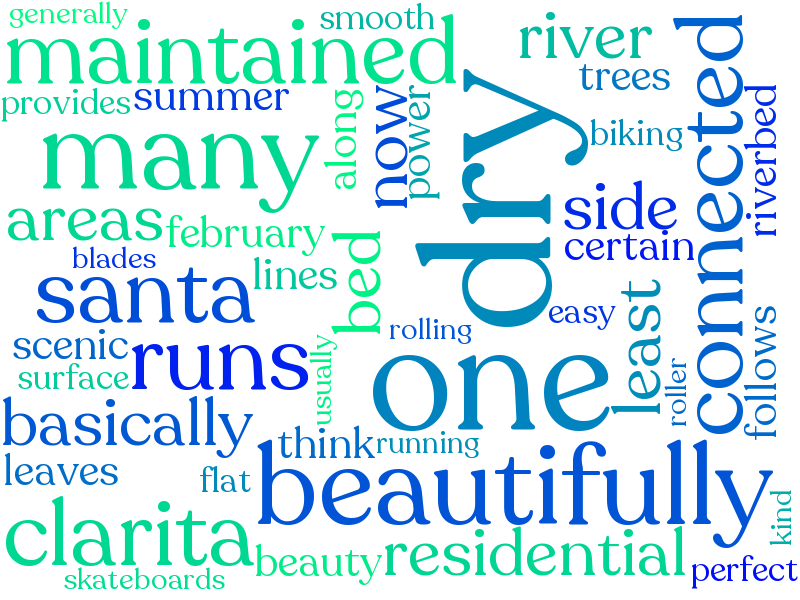 generally
smooth
maintained
river
connected
provides
summer
along
now
power
trees
many
dry
biking
riverbed
areas
february
side
certain
blades
lines
bed
santa
easy
least
scenic
runs
usually
rolling
one
follows
surface
roller
basically
think
running
leaves
flat
beautifully
kind
clarita
beauty
residential
perfect
skateboards